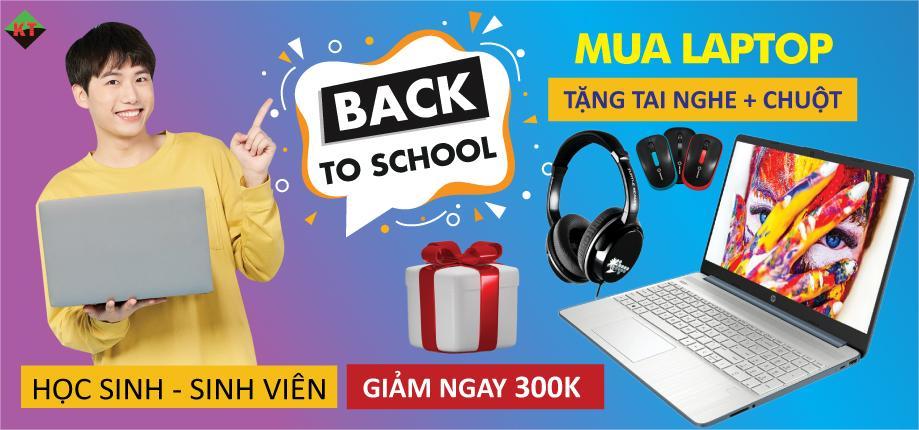 KT
BACK
TO SCHOOL
MUA LAPTOP
TẶNG TAI NGHE + CHUỘT
HỌC SINH - SINH VIÊN
GIẢM NGAY 300K